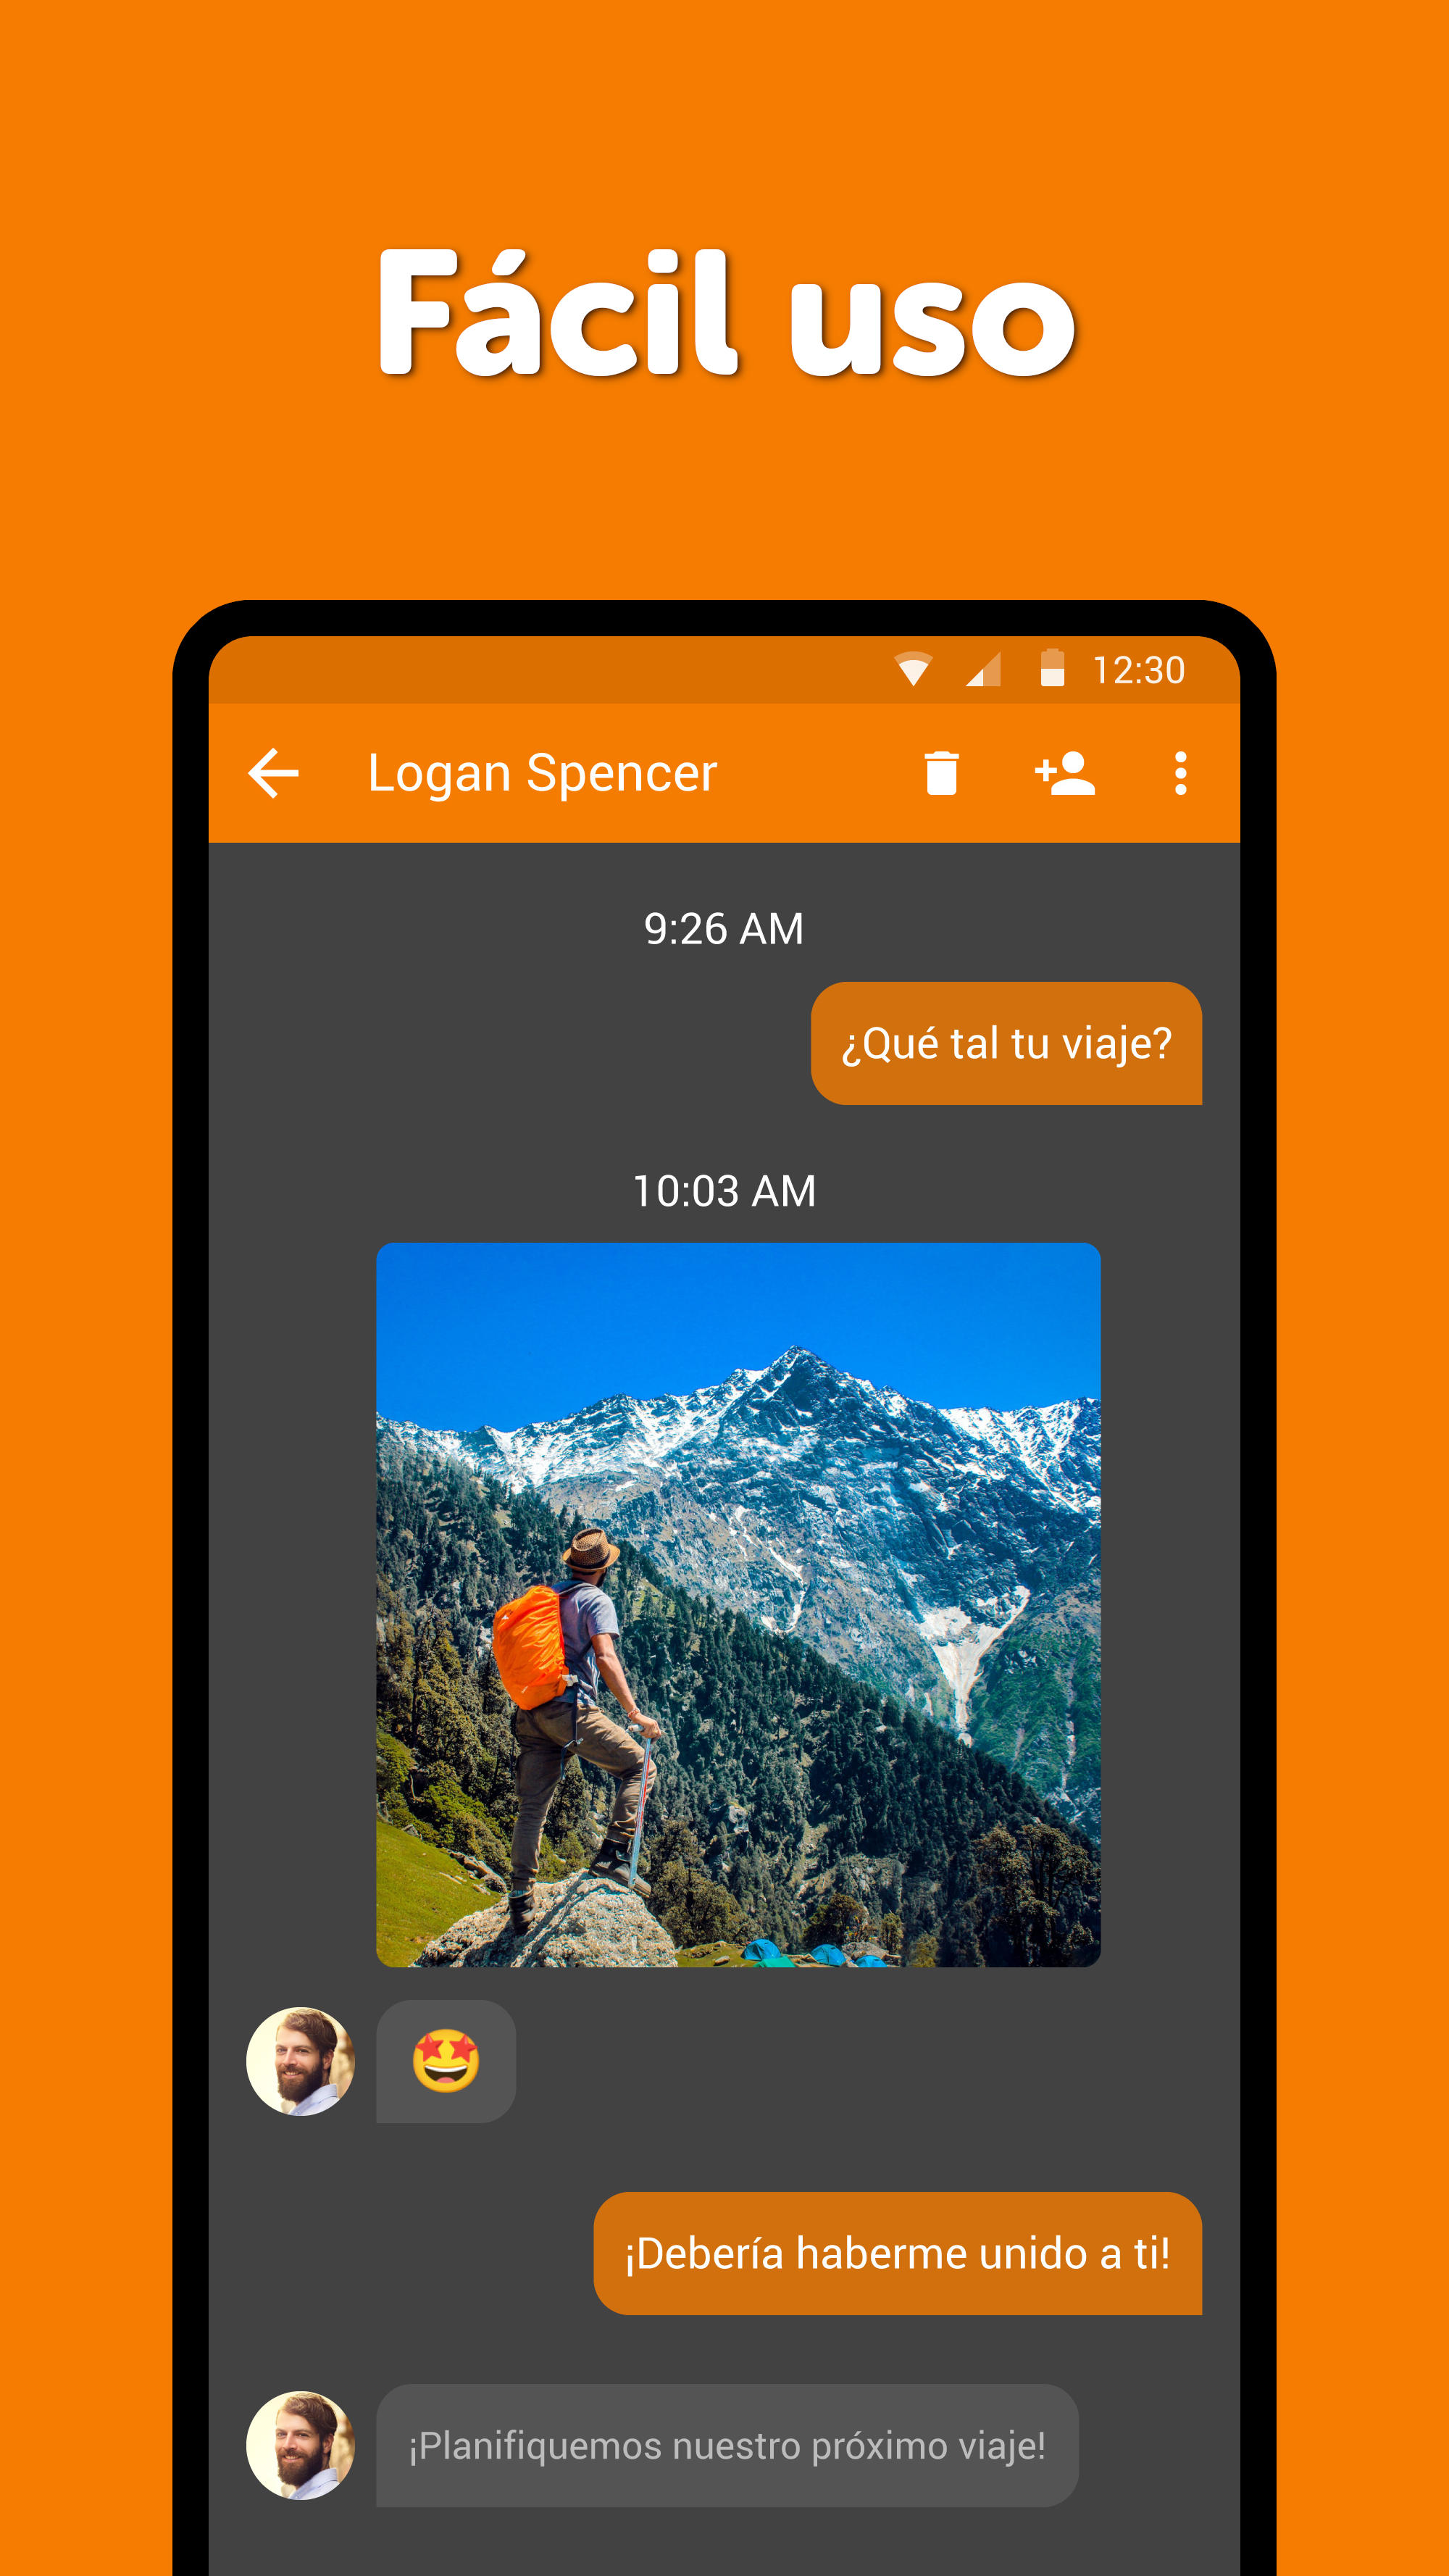 Fácil uso
12:30
Logan Spencer
9:26 AM
¿Qué tal tu viaje?
10:03 AM
¡Debería haberme unido a ti!
¡Planifiquemos nuestro próximo viaje!